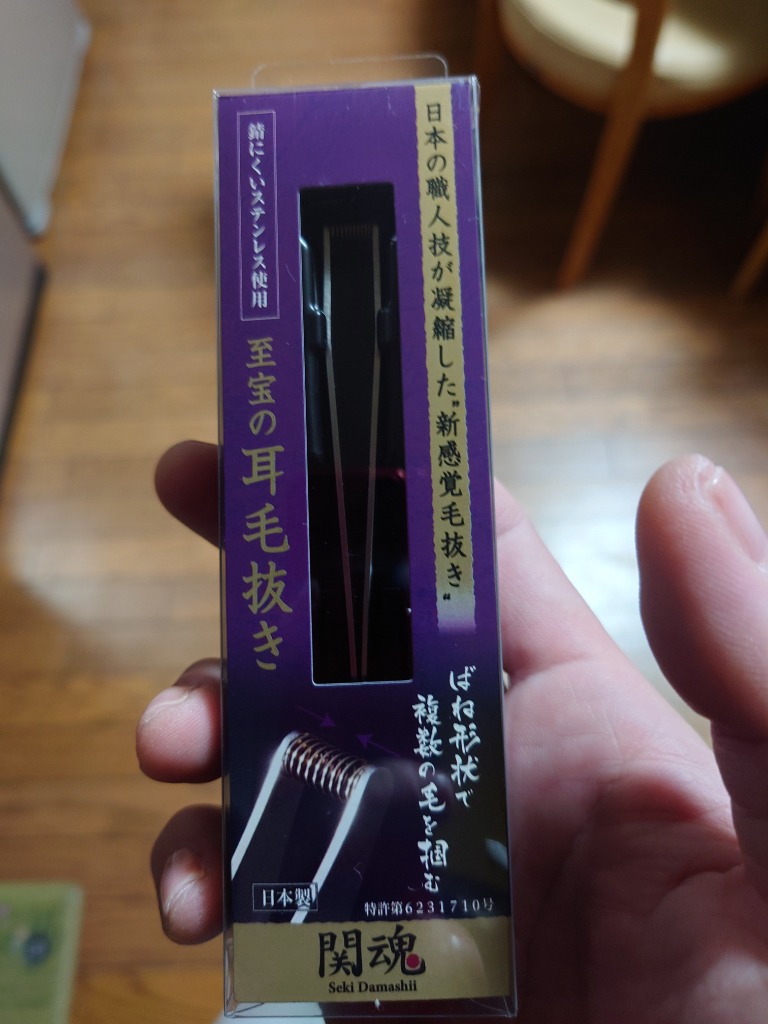 日本の職人技が凝縮した”新感覚毛抜き“
錆にくいステンレス使用
至宝の耳毛抜き
ばね形状で
複数の毛を掴む
日本製
特許第6231710号
関魂
Seki Damashii